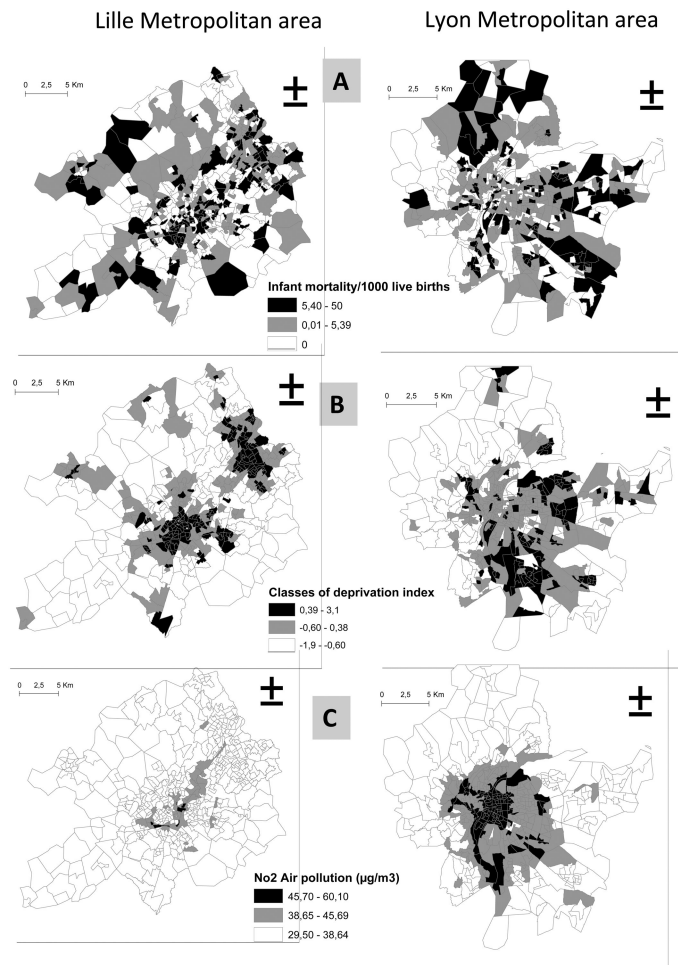 Lille Metropolitan area
Lyon Metropolitan area
A
0 2,5 5 Km
±
0 2,5 5 Km
±
Infant mortality/1000 live births
5,40 - 50
0,01 - 5,39
0
B
0 2,5 5 Km
±
0 2,5 5 Km
±
Classes of deprivation index
0,39 - 3,1
-0,60 - 0,38
-1,9 - -0,60
C
0 2,5 5 Km
±
0 2,5 5 Km
±
No2 Air pollution (µg/m3)
45,70 - 60,10
38,65 - 45,69
29,50 - 38,64